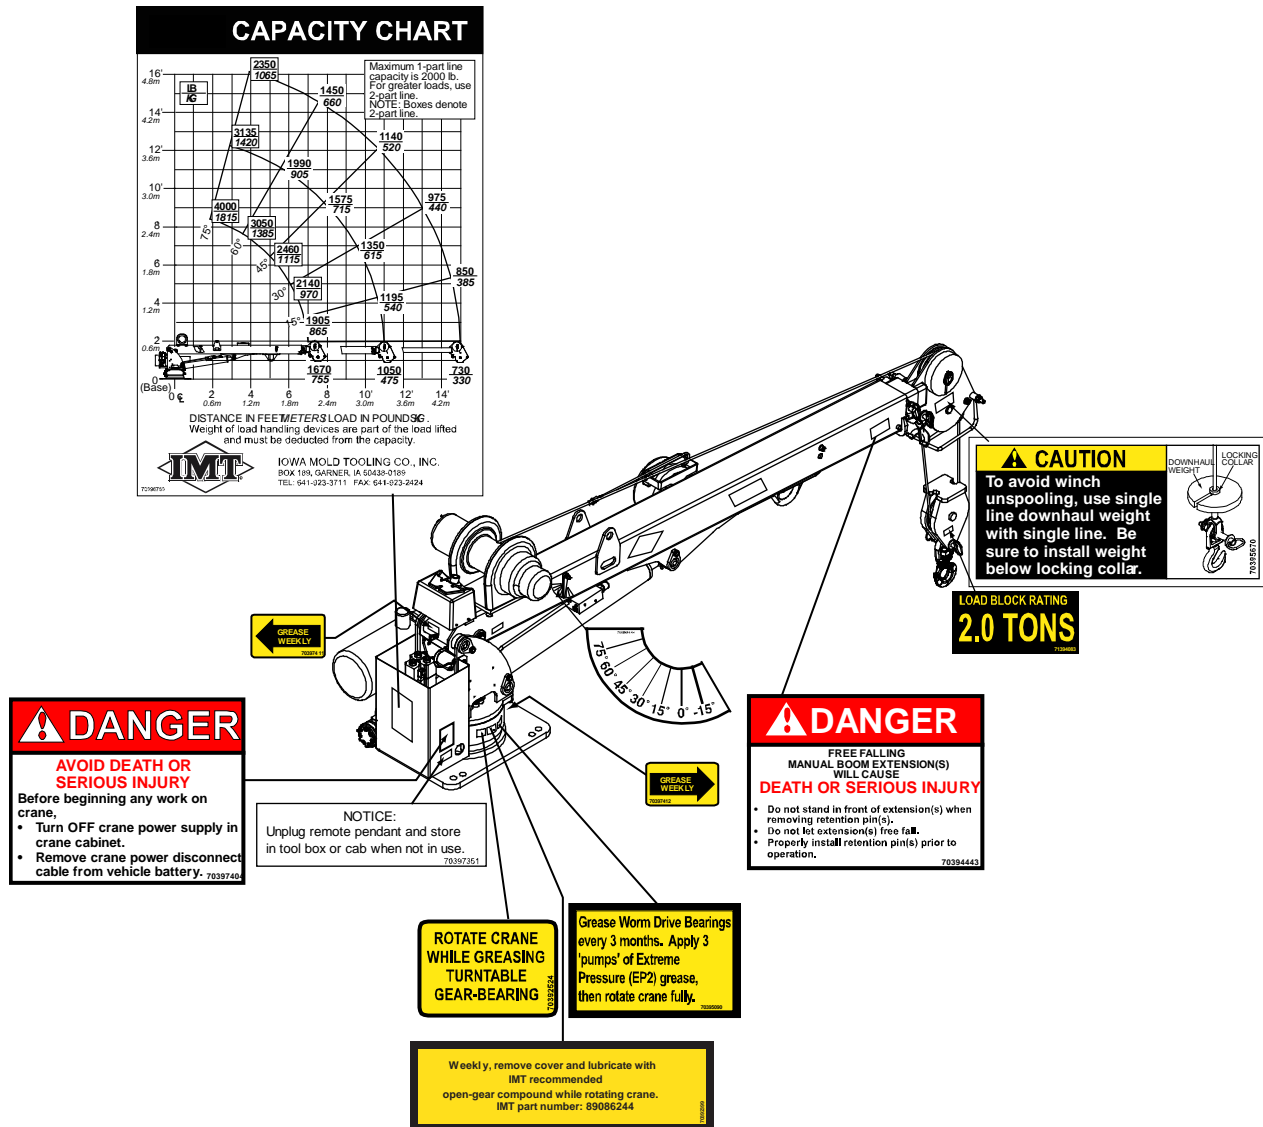 CAPACITY CHART
Maximum 1-part line
capacity is 2000 lb.
For greater loads, use
2-part line.
NOTE: Boxes denote
2-part line.
LB
KG
16'
4.8m
14'
4.2m
12'
3.6m
10'
3.0m
8
2.4m
6
1.8m
4
1.2m
2
0.6m
0
(Base)
2350
1065
1450
660
3135
1420
1140
520
1990
905
1575
715
975
440
4000
1815
3050
1385
2460
1115
1350
615
2140
970
850
385
1195
540
1905
865
75°
60°
45°
30°
15°
1670
755
1050
475
730
330
0
2
0.6m
4
1.2m
6
1.8m
8
2.4m
10'
3.0m
12'
3.6m
14'
4.2m
DISTANCE IN FEET/METERS LOAD IN POUNDS/KG.
Weight of load handling devices are part of the load lifted
and must be deducted from the capacity.
IMT
IOWA MOLD TOOLING CO., INC.
BOX 189, GARNER, IA 50438-0189
TEL: 641-923-3711 FAX: 641-923-2424
CAUTION
To avoid winch
unspooling, use single
line downhaul weight
with single line. Be
sure to install weight
below locking collar.
DOWNHAUL
WEIGHT
LOCKING
COLLAR
70395670
LOAD BLOCK RATING
2.0 TONS
71394083
GREASE
WEEKLY
70397411
75°
60°
45°
30°
15°
0°
-15°
DANGER
AVOID DEATH OR
SERIOUS INJURY
Before beginning any work on
crane,
• Turn OFF crane power supply in
crane cabinet.
• Remove crane power disconnect
cable from vehicle battery.
70397404
NOTICE:
Unplug remote pendant and store
in tool box or cab when not in use.
70397351
GREASE
WEEKLY
70397412
DANGER
FREE FALLING
MANUAL BOOM EXTENSION(S)
WILL CAUSE
DEATH OR SERIOUS INJURY
• Do not stand in front of extension(s) when
removing retention pin(s).
• Do not let extension(s) free fall.
• Properly install retention pin(s) prior to
operation.
70394443
ROTATE CRANE
WHILE GREASING
TURNTABLE
GEAR-BEARING
70392524
Grease Worm Drive Bearings
every 3 months. Apply 3
'pumps' of Extreme
Pressure (EP2) grease,
then rotate crane fully.
Weekly, remove cover and lubricate with
IMT recommended
open-gear compound while rotating crane.
IMT part number: 89086244